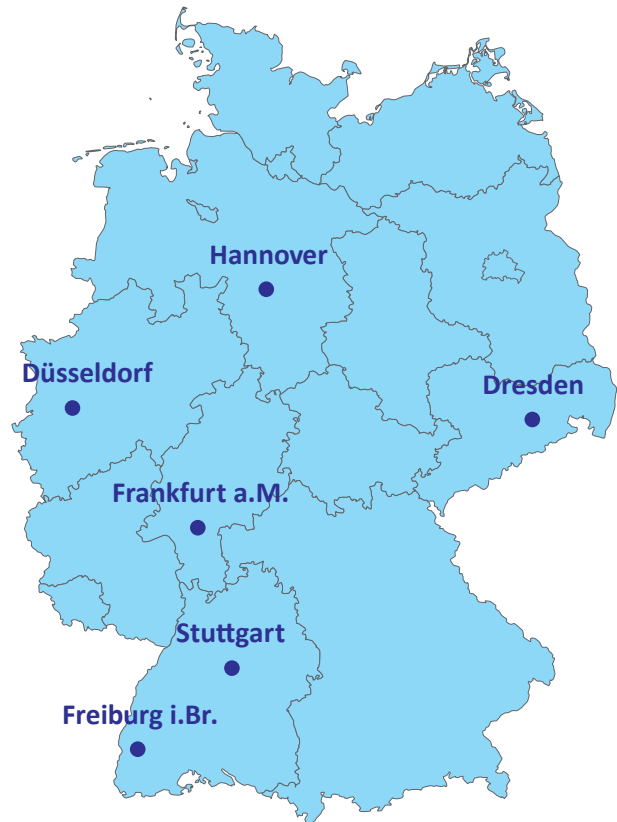 Hannover
Düsseldorf
Dresden
Frankfurt a.M.
Stuttgart
Freiburg i.Br.